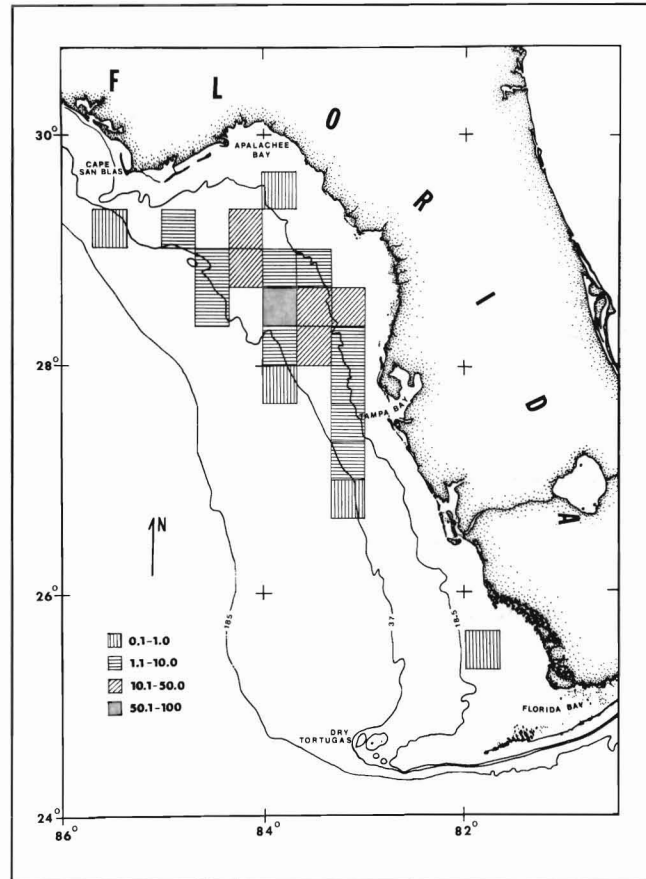 F L O R I D A
30°
APALACHEE
BAY
CAPE
SAN BLAS
28°
TAMPA BAY
N
26°
185
37
18.5
0.1-1.0
1.1-10.0
10.1-50.0
50.1-100
FLORIDA BAY
DRY
TORTUGAS
24°
86°
84°
82°